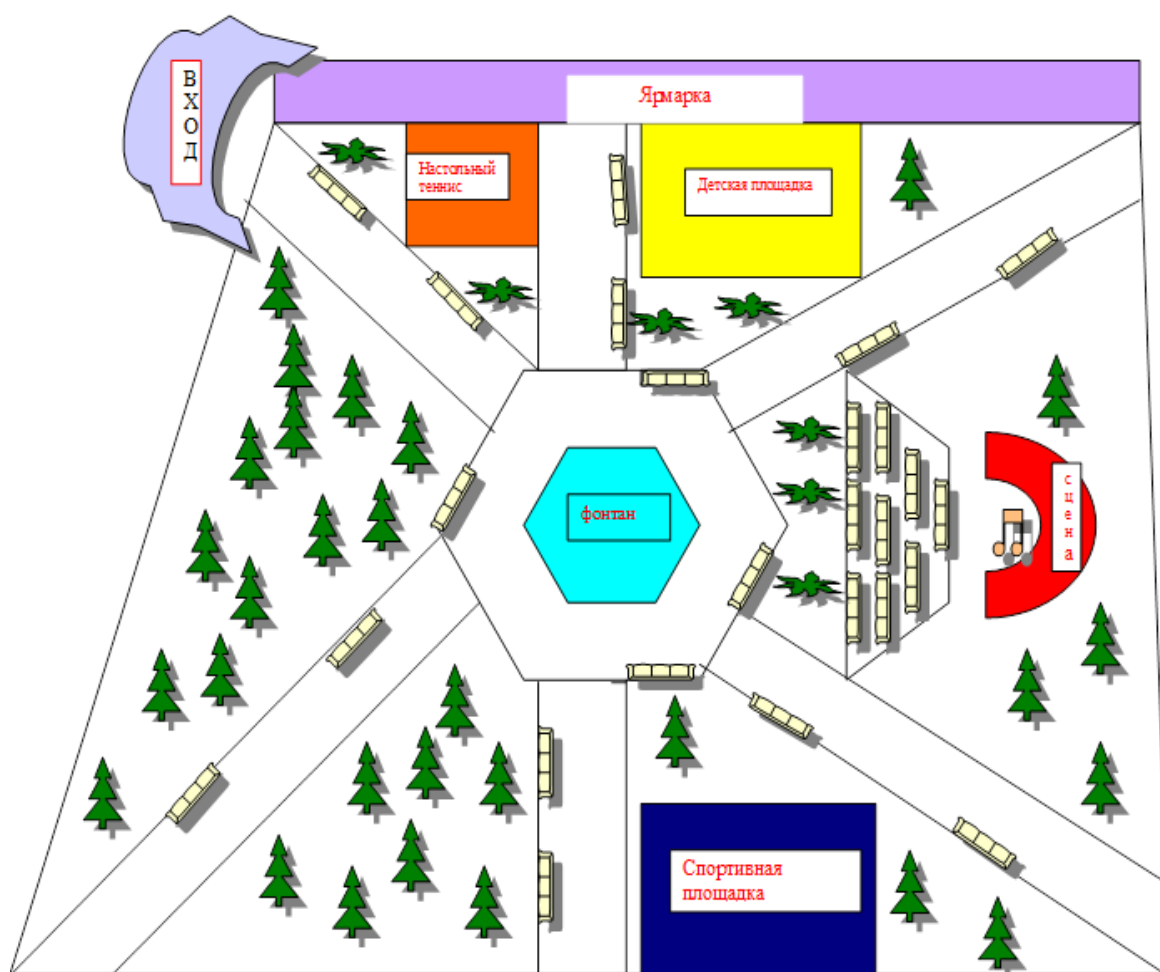 ВХОД
Ярмарка
Настольный
теннис
Детская площадка
фонтан
сцена
Спортивная
площадка